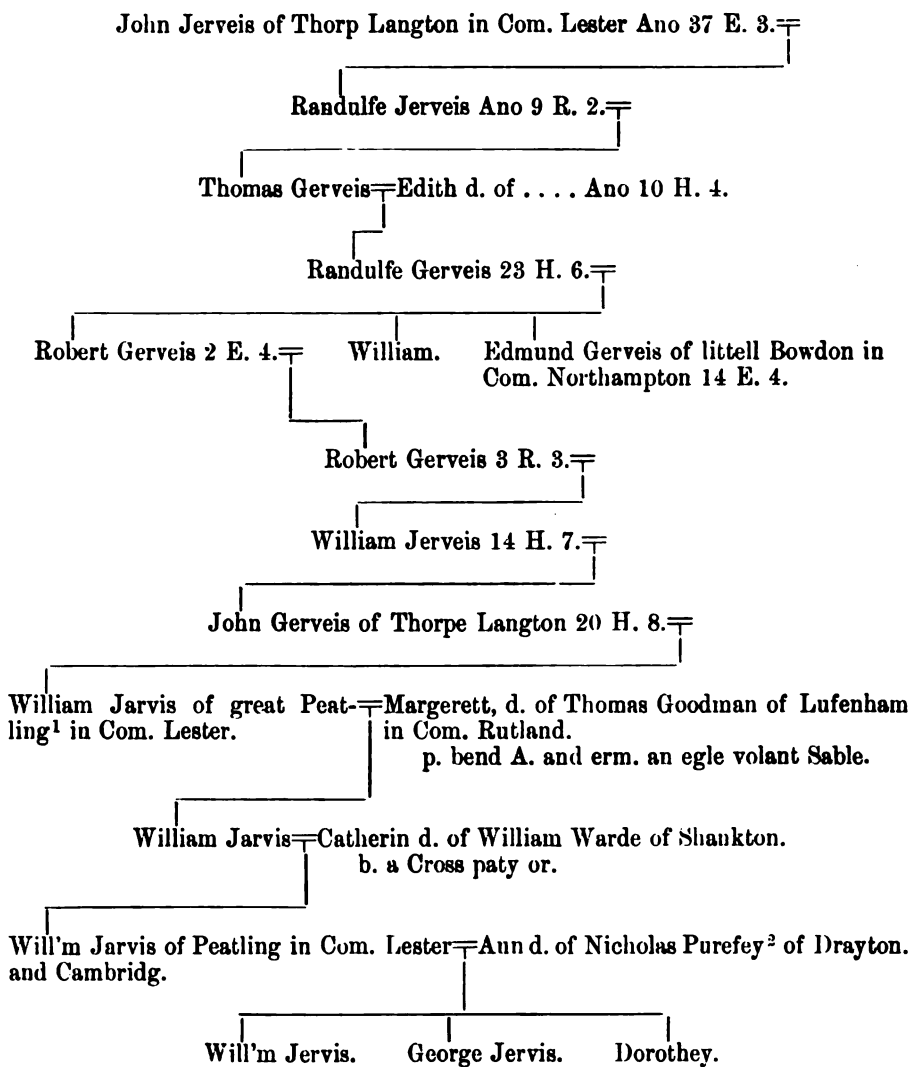 John Jerveis of Thorp Langton in Com. Lester Ano 37 E. 3.
Randulfe Jerveis Ano 9 R. 2.
Thomas Gerveis Edith d. of . . . . Ano 10 H. 4.
Randulfe Gerveis 23 H. 6.
Robert Gerveis 2 E. 4. William. Edmund Gerveis of littell Bowdon in
Com. Northampton 14 E. 4.
Robert Gerveis 3 R. 3.
William Jerveis 14 H. 7.
John Gerveis of Thorpe Langton 20 H. 8.
William Jarvis of great Peat- Margerett, d. of Thomas Goodman of Lufenham
ling¹ in Com. Lester. in Com. Rutland.
p. bend A. and erm. an egle volant Sable.
William Jarvis Catherin d. of William Warde of Shankton.
b. a Cross paty or.
Will'm Jarvis of Peatling in Com. Lester Ann d. of Nicholas Purefey² of Drayton.
and Cambridg.
Will'm Jervis. George Jervis. Dorothey.